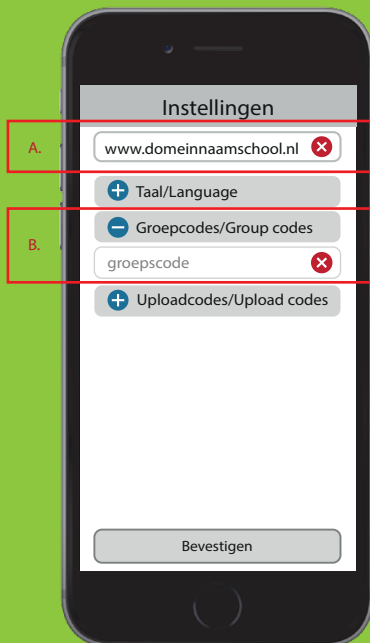 Instellingen
A.
www.domeinnaamschool.nl
Taal/Language
B.
Groepcodes/Group codes
groepscode
Uploadcodes/Upload codes
Bevestigen